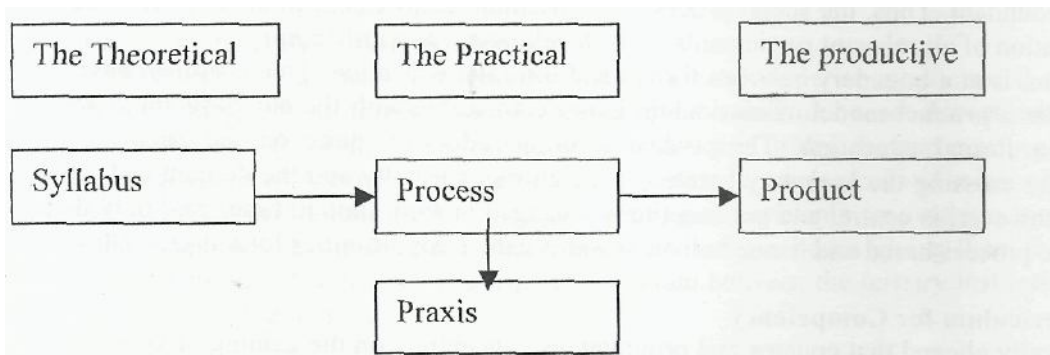 The Theoretical
The Practical
The productive
Syllabus
Process
Product
Praxis